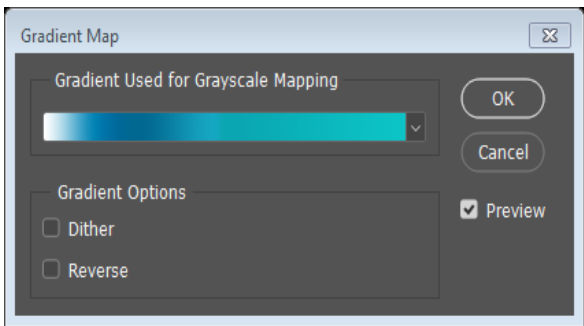 Gradient Map
Gradient Used for Grayscale Mapping
OK
Cancel
Gradient Options
Preview
Dither
Reverse